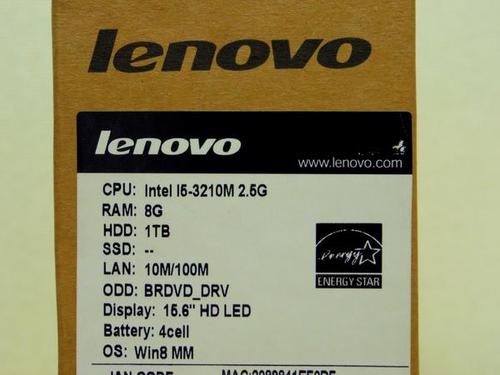 lenovo
lenovo
www.lenovo.com
CPU: Intel I5-3210M 2.5G
RAM: 8G
HDD: 1TB
SSD: --
LAN: 10M/100M
ODD: BRDVD_DRV
Display: 15.6" HD LED
Battery: 4cell
OS: Win8 MM
energy
ENERGY STAR